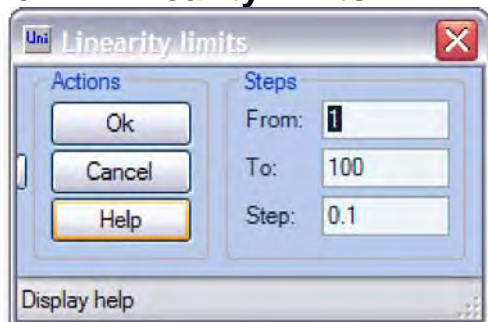 Uni Linearity limits
Actions
Steps
Ok
From: 1
Cancel
To: 100
Help
Step: 0.1
Display help